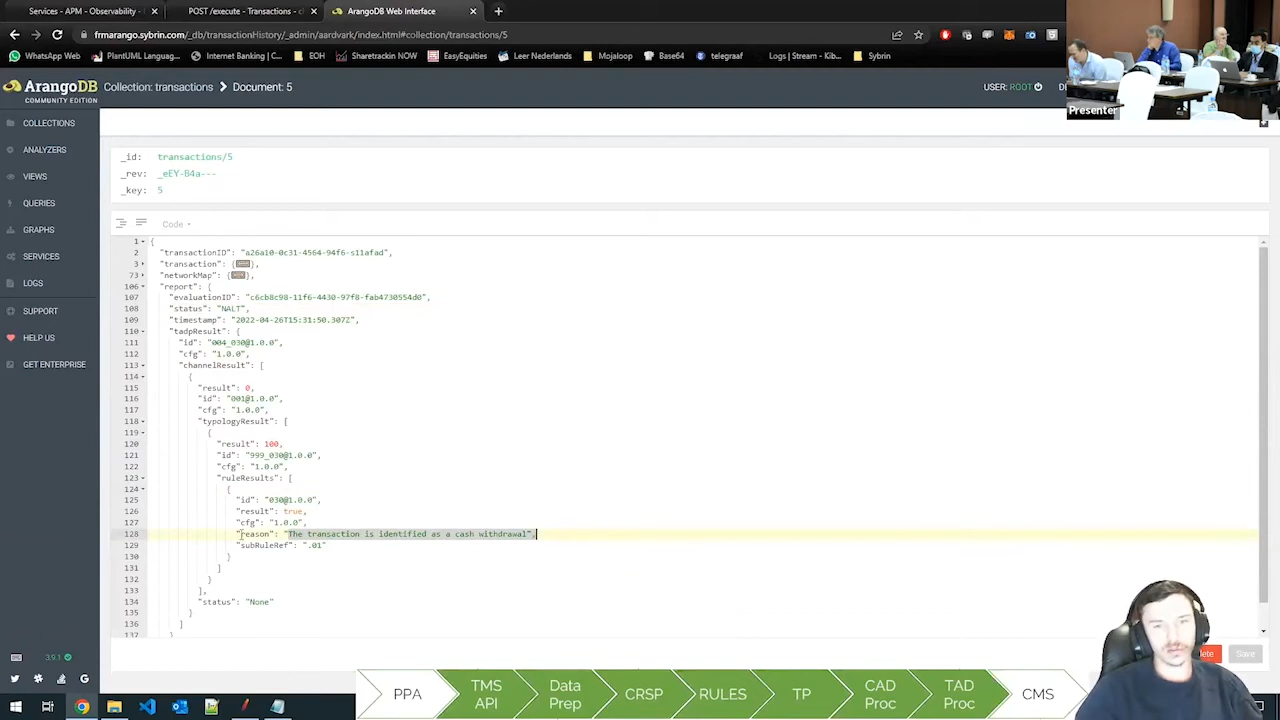 Services - APM - Observability -
POST /execute - Transact
ArangoDB Web Interface
frmarango.sybrin.com/_db/transactionHistory/_admin/aardvark/index.html#collection/transactions/5
WhatsApp Web
PlantUML Languag...
EOH
Sharetrackin NOW
EasyEquities
Leer Nederlands
Mojaloop
Base64
telegraaf
Logs | Stream - Kib...
Sybrin
ArangoDB
COMMUNITY EDITION
Collection: transactions
Document: 5
USER: ROOT
Presenter
COLLECTIONS
ANALYZERS
VIEWS
QUERIES
GRAPHS
SERVICES
LOGS
SUPPORT
HELP US
GET ENTERPRISE
3.9.1
_id: transactions/5
_rev: _eEY-B4a---
_key: 5
Code
1 {
2 "transactionID": "a26a10-0c31-4564-94f6-s11afad",
3 "transaction": {
},
73 "networkMap": {
},
106 "report": {
107 "evaluationID": "c6cb8c98-11f6-4430-97f8-fab4730554d0",
108 "status": "NALT",
109 "timestamp": "2022-04-26T15:31:50.307Z",
110 "tadpResult": {
111 "id": "004_030@1.0.0",
112 "cfg": "1.0.0",
113 "channelResult": [
114 {
115 "result": 0,
116 "id": "001@1.0.0",
117 "cfg": "1.0.0",
118 "typologyResult": [
119 {
120 "result": 100,
121 "id": "999_030@1.0.0",
122 "cfg": "1.0.0",
123 "ruleResults": [
124 {
125 "id": "030@1.0.0",
126 "result": true,
127 "cfg": "1.0.0",
128 "reason": "The transaction is identified as a cash withdrawal",
129 "subRuleRef": ".01"
130 }
131 ]
132 }
133 ],
134 "status": "None"
135 }
136 ]
137 }
Save
PPA
TMS API
Data Prep
CRSP
RULES
TP
CAD Proc
TAD Proc
CMS